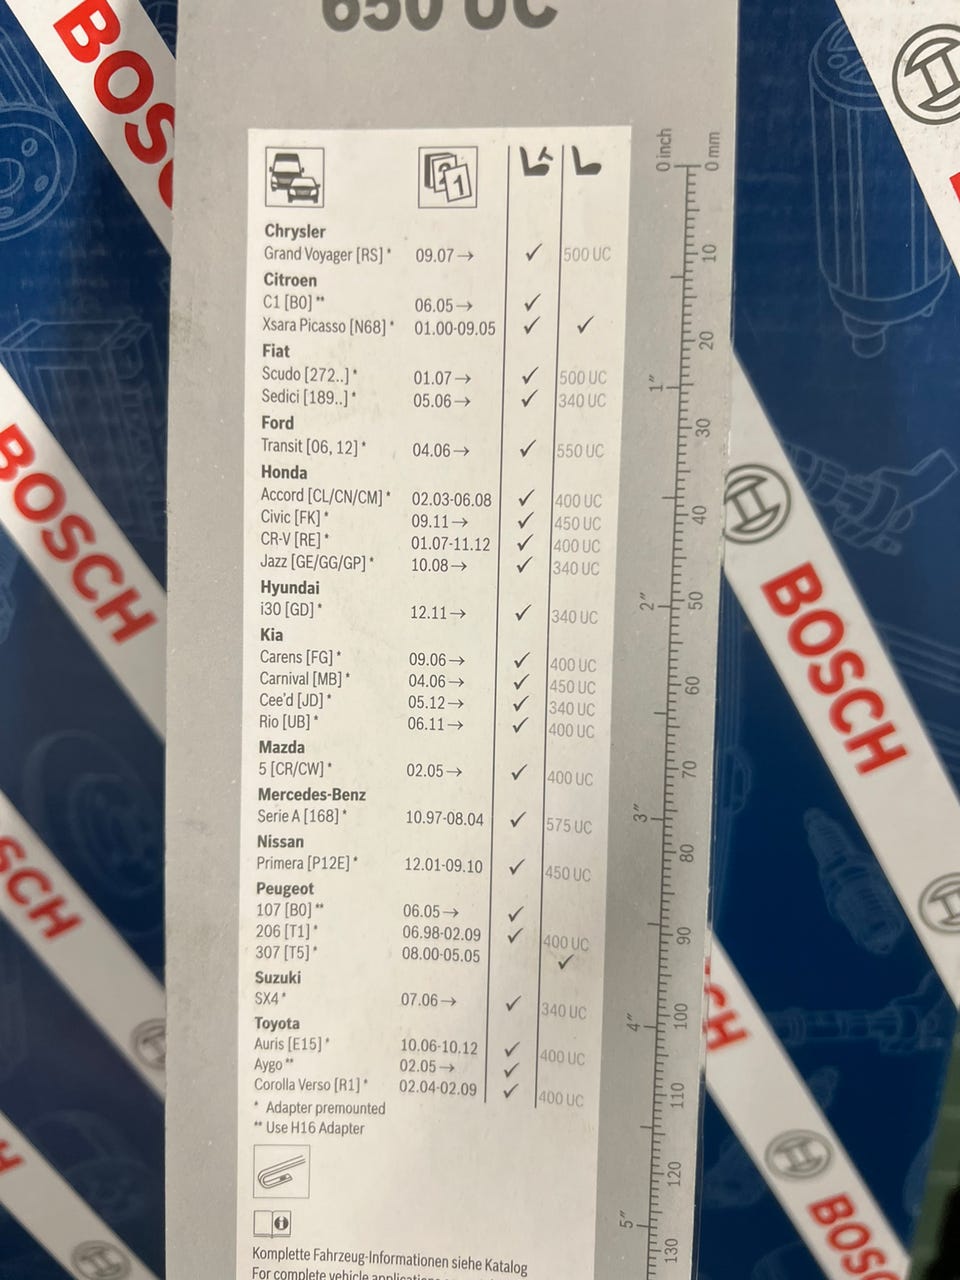 650 UC
BOSCH
BOSCH
BOSCH
BOSCH
Chrysler
Grand Voyager [RS] * 09.07→ ✓ 500 UC
Citroen
C1 [B0] ** 06.05→ ✓
Xsara Picasso [N68] * 01.00-09.05 ✓ ✓
Fiat
Scudo [272..] * 01.07→ ✓ 500 UC
Sedici [189..] * 05.06→ ✓ 340 UC
Ford
Transit [06, 12] * 04.06→ ✓ 550 UC
Honda
Accord [CL/CN/CM] * 02.03-06.08 ✓ 400 UC
Civic [FK] * 09.11→ ✓ 450 UC
CR-V [RE] * 01.07-11.12 ✓ 400 UC
Jazz [GE/GG/GP] * 10.08→ ✓ 340 UC
Hyundai
i30 [GD] * 12.11→ ✓ 340 UC
Kia
Carens [FG] * 09.06→ ✓ 400 UC
Carnival [MB] * 04.06→ ✓ 450 UC
Cee'd [JD] * 05.12→ ✓ 340 UC
Rio [UB] * 06.11→ ✓ 400 UC
Mazda
5 [CR/CW] * 02.05→ ✓ 400 UC
Mercedes-Benz
Serie A [168] * 10.97-08.04 ✓ 575 UC
Nissan
Primera [P12E] * 12.01-09.10 ✓ 450 UC
Peugeot
107 [B0] ** 06.05→ ✓
206 [T1] * 06.98-02.09 ✓ 400 UC
307 [T5] * 08.00-05.05 ✓
Suzuki
SX4 * 07.06→ ✓ 340 UC
Toyota
Auris [E15] * 10.06-10.12 ✓ 400 UC
Aygo ** 02.05→ ✓
Corolla Verso [R1] * 02.04-02.09 ✓ 400 UC
* Adapter premounted
** Use H16 Adapter
Komplette Fahrzeug-Informationen siehe Katalog
For complete vehicle
0 inch
1"
2"
3"
4"
5"
0 mm
10
20
30
40
50
60
70
80
90
100
110
120
130